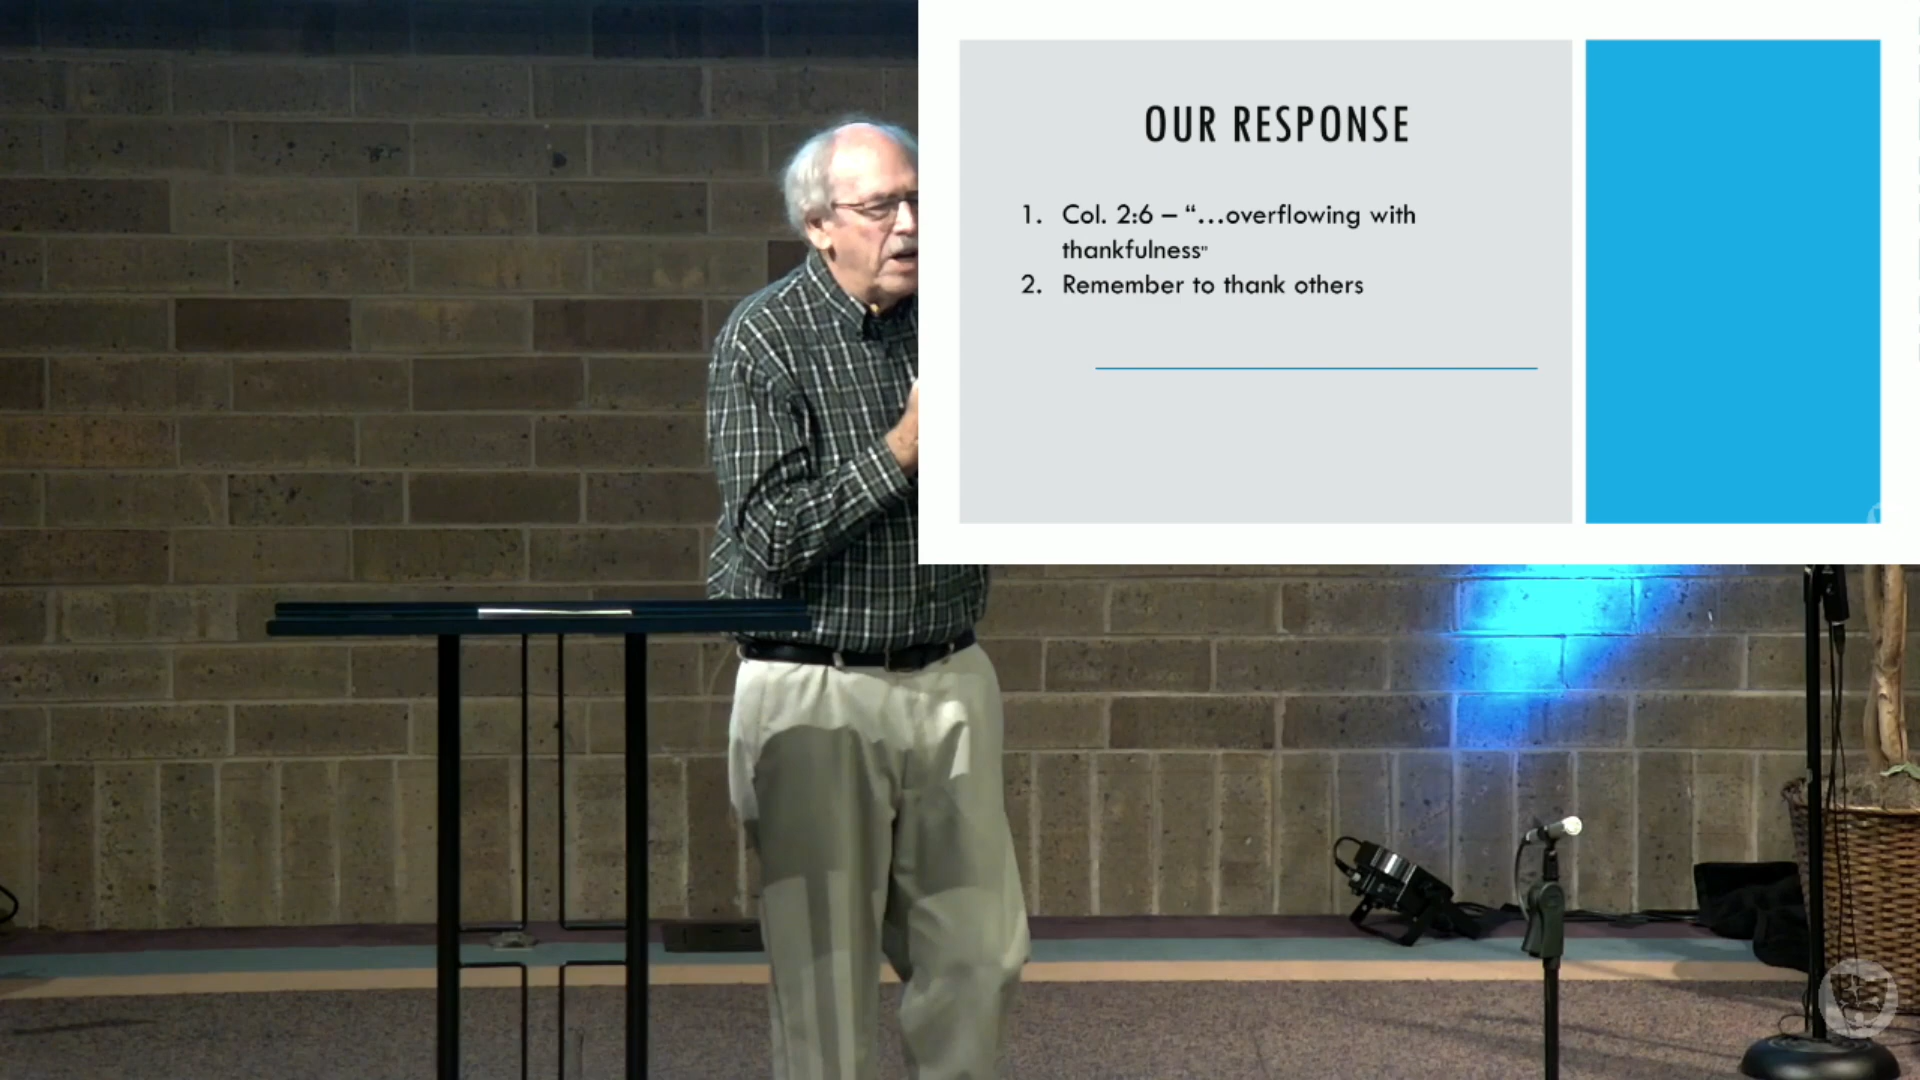 OUR RESPONSE
1. Col. 2:6 – “…overflowing with
thankfulness”
2. Remember to thank others